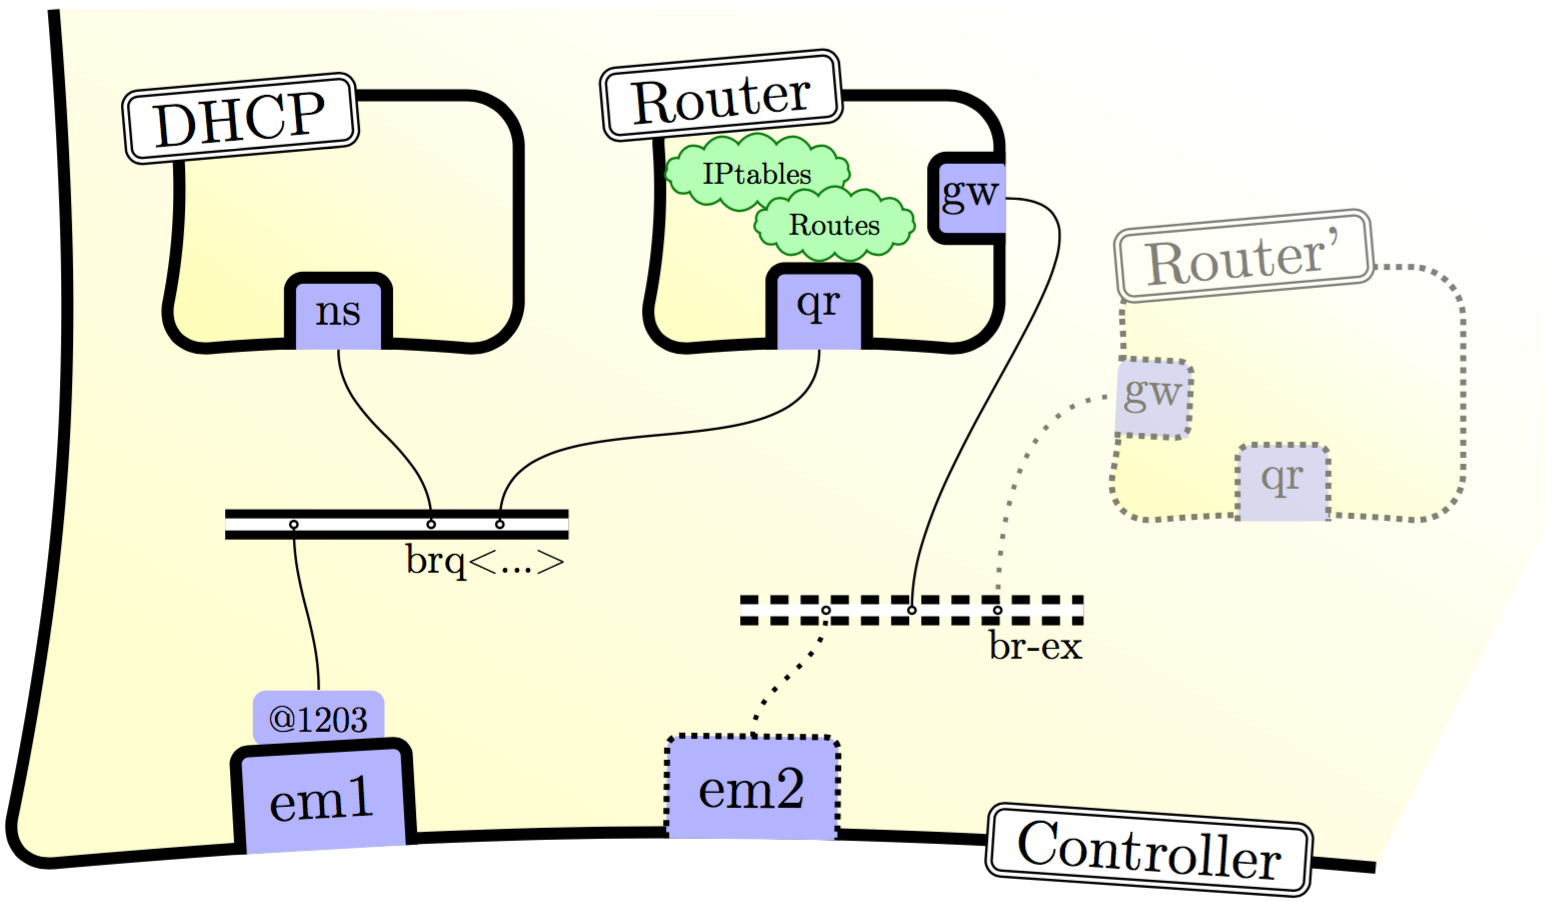 DHCP
Router
IPtables
gw
Routes
Router'
ns
qr
gw
qr
brq<...>
br-ex
@1203
em1
em2
Controller